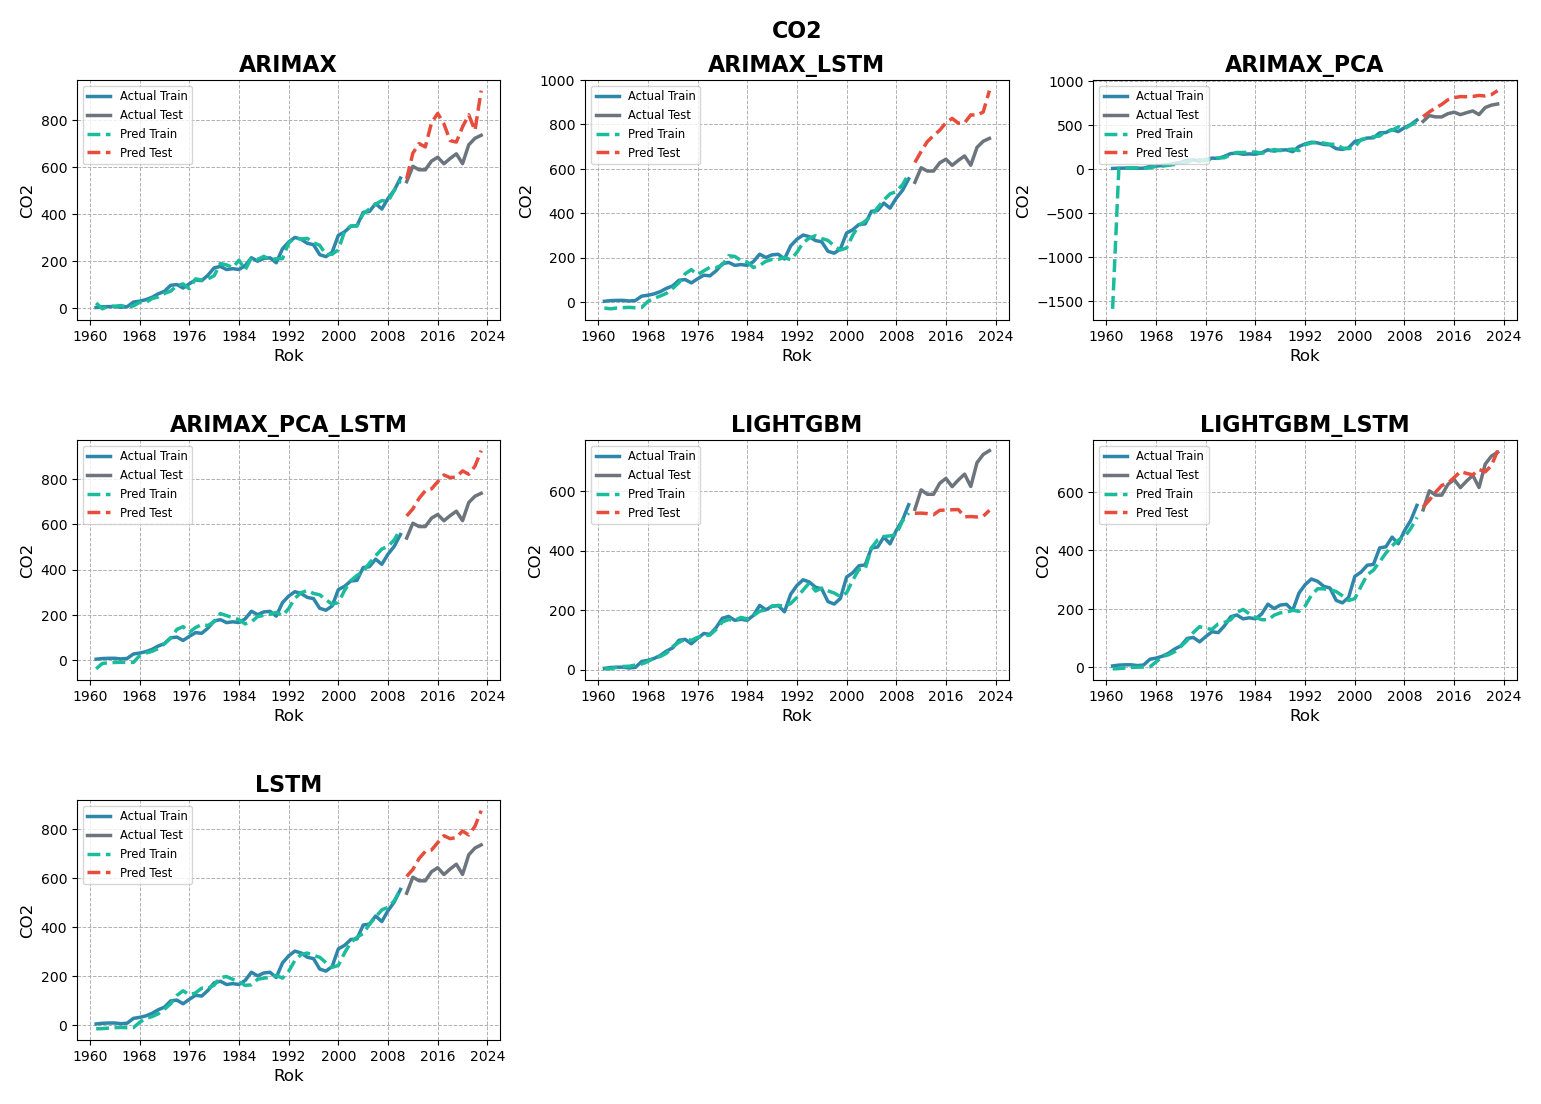 CO2
ARIMAX
Actual Train
Actual Test
Pred Train
Pred Test
800
600
400
200
0
CO2
1960 1968 1976 1984 1992 2000 2008 2016 2024
Rok
ARIMAX_LSTM
Actual Train
Actual Test
Pred Train
Pred Test
1000
800
600
400
200
0
CO2
1960 1968 1976 1984 1992 2000 2008 2016 2024
Rok
ARIMAX_PCA
Actual Train
Actual Test
Pred Train
Pred Test
1000
500
0
−500
−1000
−1500
CO2
1960 1968 1976 1984 1992 2000 2008 2016 2024
Rok
ARIMAX_PCA_LSTM
Actual Train
Actual Test
Pred Train
Pred Test
800
600
400
200
0
CO2
1960 1968 1976 1984 1992 2000 2008 2016 2024
Rok
LIGHTGBM
Actual Train
Actual Test
Pred Train
Pred Test
600
400
200
0
CO2
1960 1968 1976 1984 1992 2000 2008 2016 2024
Rok
LIGHTGBM_LSTM
Actual Train
Actual Test
Pred Train
Pred Test
600
400
200
0
CO2
1960 1968 1976 1984 1992 2000 2008 2016 2024
Rok
LSTM
Actual Train
Actual Test
Pred Train
Pred Test
800
600
400
200
0
CO2
1960 1968 1976 1984 1992 2000 2008 2016 2024
Rok